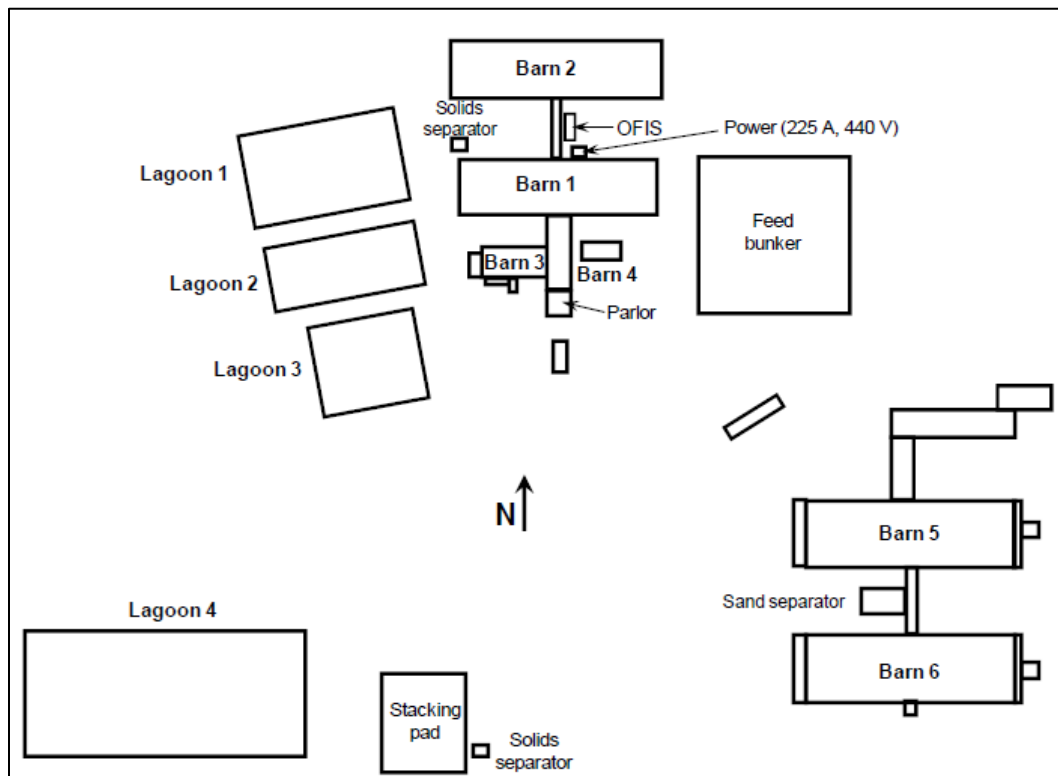 Barn 2
Solids
separator
OFIS
Power (225 A, 440 V)
Lagoon 1
Barn 1
Feed
bunker
Lagoon 2
Barn 3
Barn 4
Parlor
Lagoon 3
N
Barn 5
Sand separator
Lagoon 4
Barn 6
Stacking
pad
Solids
separator